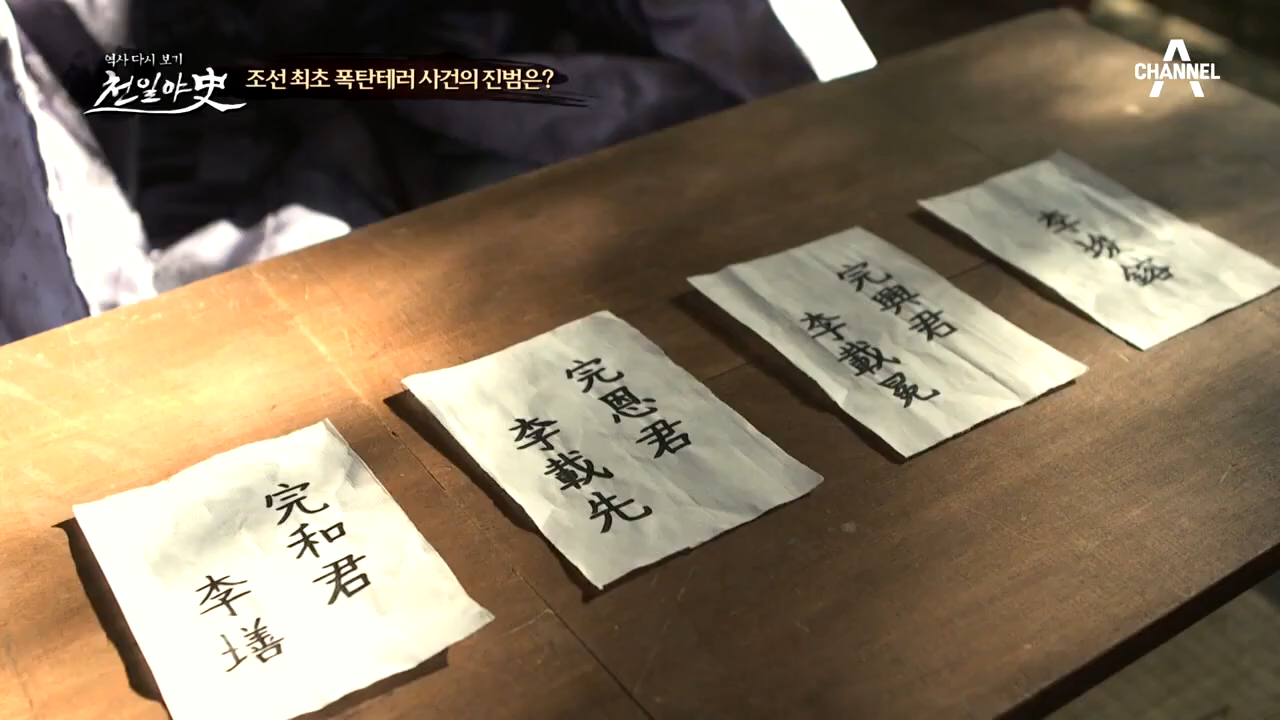 역사 다시 보기
천일야史
조선 최초 폭탄테러 사건의 진범은?
CHANNEL A
完和君
李墡
完恩君
李載先
完興君
李載冕
李埈鎔